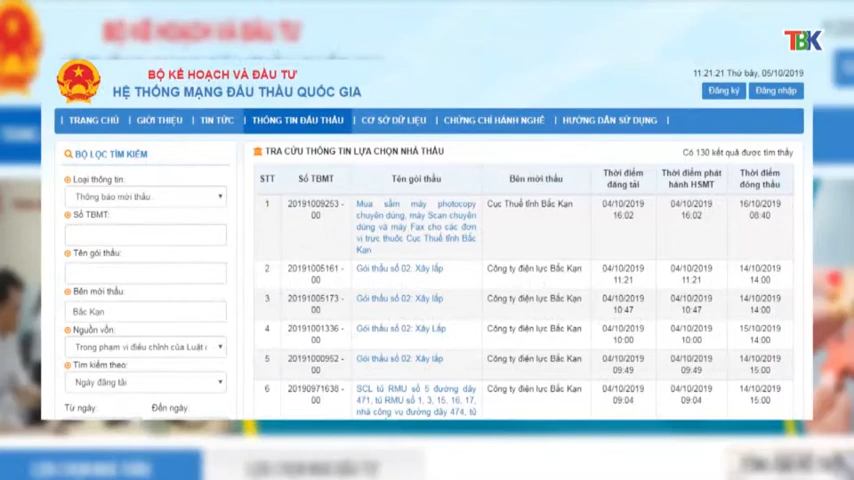 BỘ KẾ HOẠCH VÀ ĐẦU TƯ
TBK
BỘ KẾ HOẠCH VÀ ĐẦU TƯ
HỆ THỐNG MẠNG ĐẤU THẦU QUỐC GIA
11.21.21 Thứ bảy, 05/10/2019
Đăng ký Đăng nhập
TRANG CHỦ | GIỚI THIỆU | TIN TỨC | THÔNG TIN ĐẤU THẦU | CƠ SỞ DỮ LIỆU | CHỨNG CHỈ HÀNH NGHỀ | HƯỚNG DẪN SỬ DỤNG |
BỘ LỌC TÌM KIẾM
Loại thông tin:
Thông báo mời thầu
Số TBMT:
Tên gói thầu:
Bên mời thầu:
Bắc Kạn
Nguồn vốn:
Trong phạm vi điều chỉnh của Luật
Tìm kiếm theo:
Ngày đăng tải
Từ ngày: Đến ngày:
TRA CỨU THÔNG TIN LỰA CHỌN NHÀ THẦU
Có 130 kết quả được tìm thấy
STT Số TBMT Tên gói thầu Bên mời thầu Thời điểm đăng tải Thời điểm phát hành HSMT Thời điểm đóng thầu
1 20191009253 - 00 Mua sắm máy photocopy chuyên dùng, máy Scan chuyên dùng và máy Fax cho các đơn vị trực thuộc Cục Thuế tỉnh Bắc Kạn Cục Thuế tỉnh Bắc Kạn 04/10/2019 16:02 04/10/2019 16:02 16/10/2019 08:40
2 20191005161 - 00 Gói thầu số 02: Xây lắp Công ty điện lực Bắc Kạn 04/10/2019 11:21 04/10/2019 11:21 14/10/2019 14:00
3 20191005173 - 00 Gói thầu số 02: Xây lắp Công ty điện lực Bắc Kạn 04/10/2019 10:47 04/10/2019 10:47 14/10/2019 14:00
4 20191001336 - 00 Gói thầu số 02: Xây Lắp Công ty điện lực Bắc Kạn 04/10/2019 10:00 04/10/2019 10:00 15/10/2019 14:00
5 20191000952 - 00 Gói thầu số 02: Xây lắp Công ty điện lực Bắc Kạn 04/10/2019 09:49 04/10/2019 09:49 14/10/2019 15:00
6 20190971638 - 00 SCL tủ RMU số 5 đường dây 471, tủ RMU số 1, 3, 15, 16, 17, nhà công vụ đường dây 474, tủ Công ty điện lực Bắc Kạn 04/10/2019 09:04 04/10/2019 09:04 14/10/2019 15:00